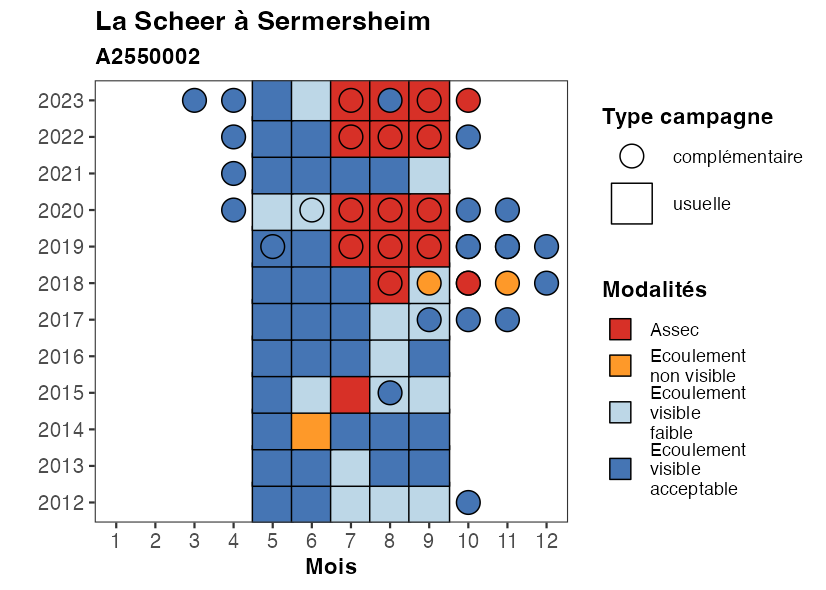 La Scheer à Sermersheim
A2550002
2023
2022
2021
2020
2019
2018
2017
2016
2015
2014
2013
2012
1 2 3 4 5 6 7 8 9 10 11 12
Mois
Type campagne
complémentaire
usuelle
Modalités
Assec
Ecoulement
non visible
Ecoulement
visible
faible
Ecoulement
visible
acceptable